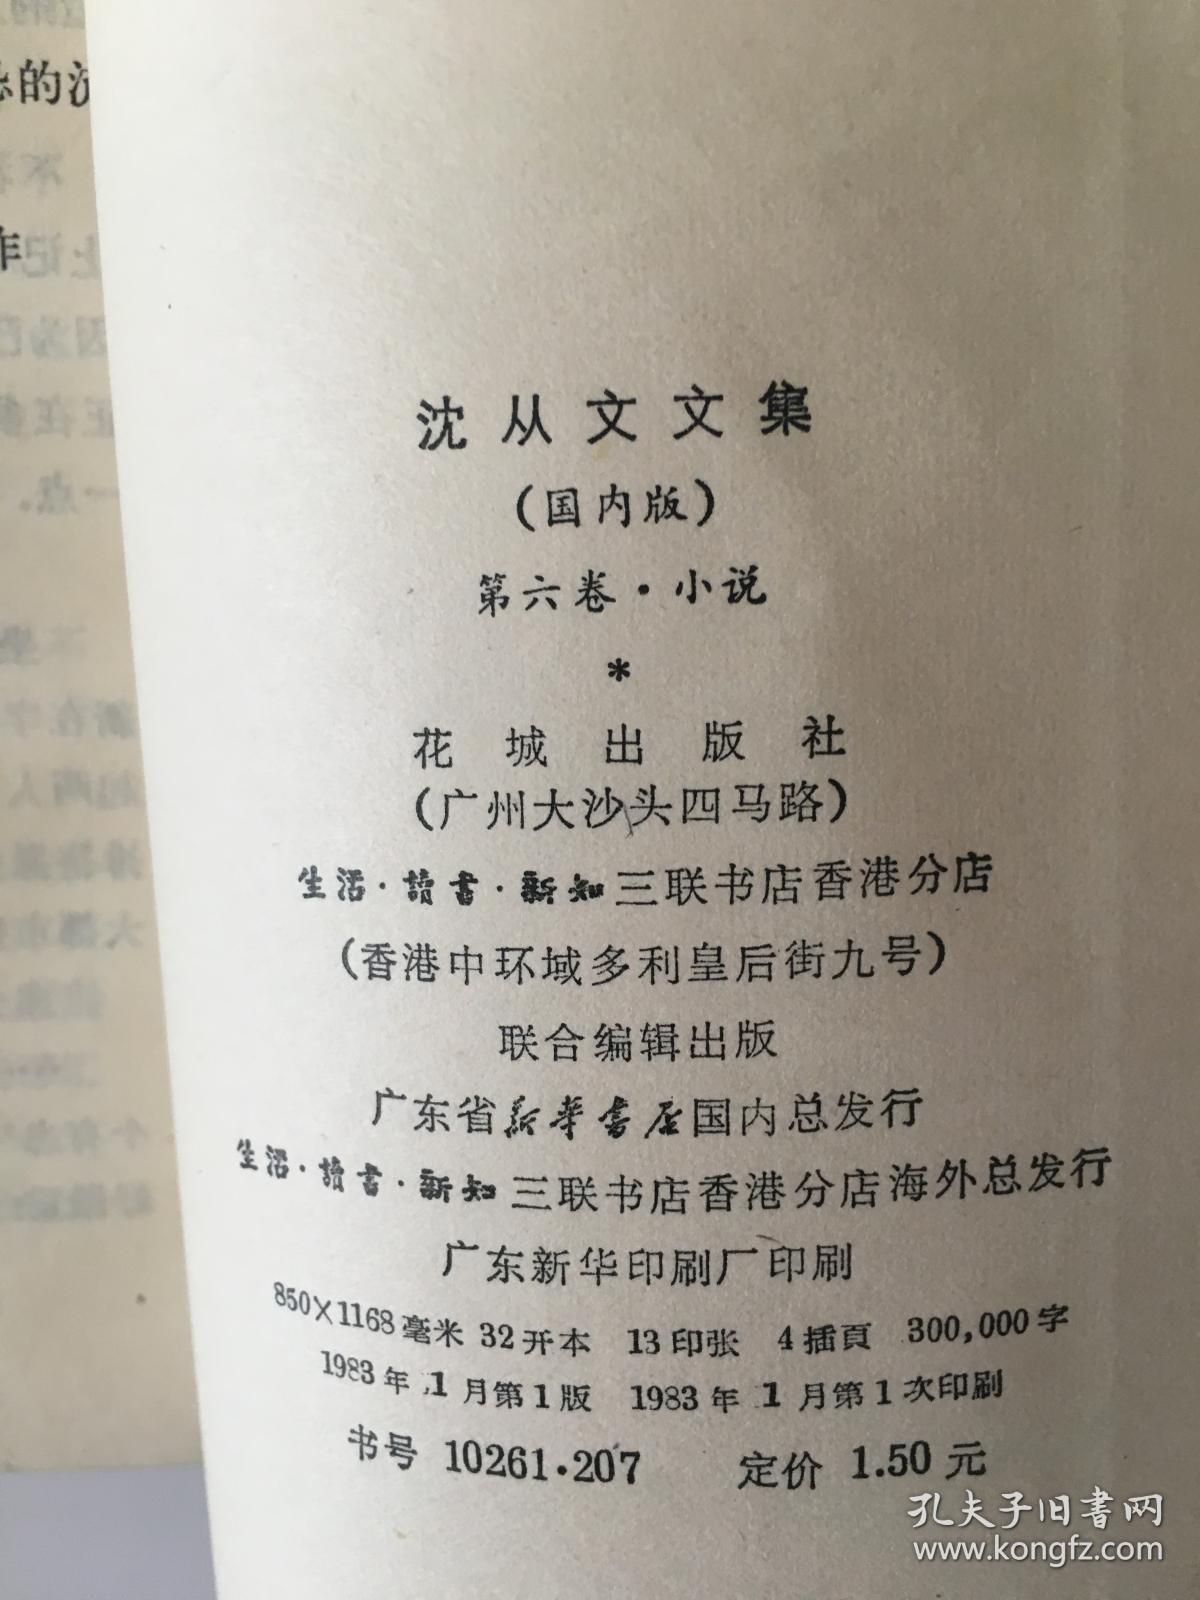 沈从文文集
(国内版)
第六卷·小说
*
花城出版社
(广州大沙头四马路)
生活·讀書·新知三联书店香港分店
(香港中环域多利皇后街九号)
联合编辑出版
广东省新华書店国内总发行
生活·讀書·新知三联书店香港分店海外总发行
广东新华印刷厂印刷
850×1168毫米 32开本 13印张 4插頁 300,000字
1983年1月第1版 1983年1月第1次印刷
书号 10261·207 定价 1.50元
孔夫子旧书网
www.kongfz.com